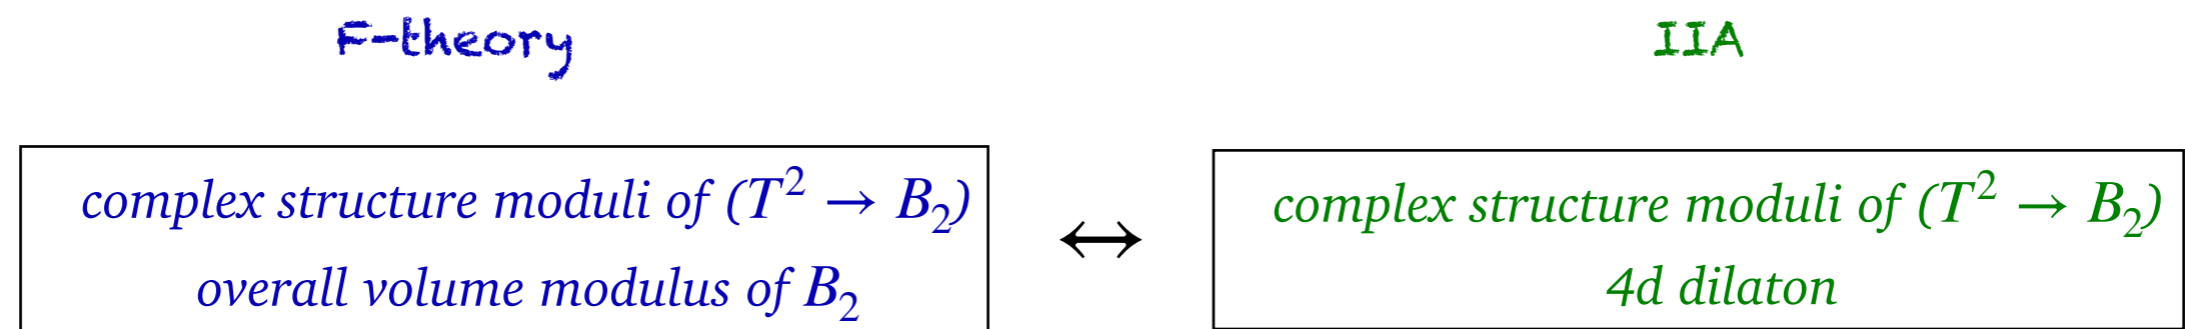 F-theory
IIA
complex structure moduli of (T² → B₂)
overall volume modulus of B₂
↔
complex structure moduli of (T² → B₂)
4d dilaton